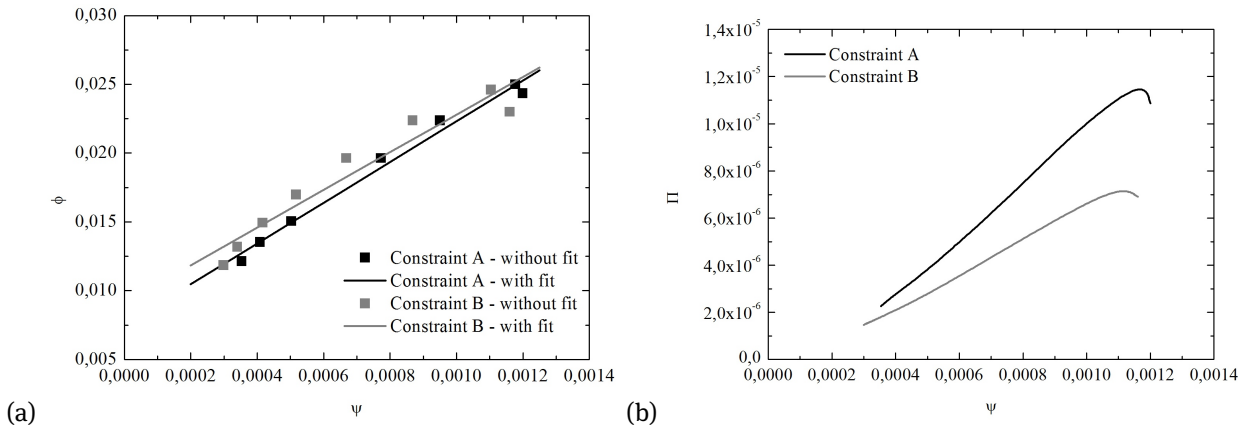 0,030
0,025
0,020
0,015
0,010
0,005
ϕ
Constraint A - without fit
Constraint A - with fit
Constraint B - without fit
Constraint B - with fit
0,0000 0,0002 0,0004 0,0006 0,0008 0,0010 0,0012 0,0014
ψ
(a)
1,4x10⁻⁵
1,2x10⁻⁵
1,0x10⁻⁵
8,0x10⁻⁶
6,0x10⁻⁶
4,0x10⁻⁶
2,0x10⁻⁶
0,0
Π
Constraint A
Constraint B
0,0000 0,0002 0,0004 0,0006 0,0008 0,0010 0,0012 0,0014
ψ
(b)